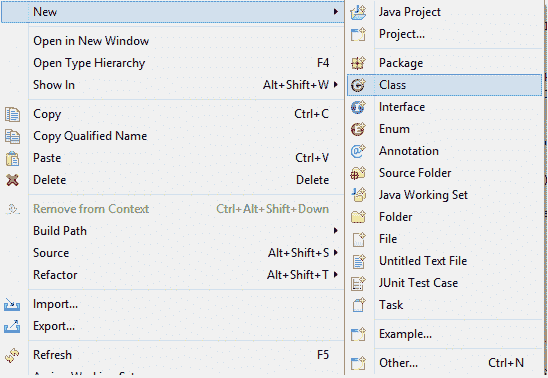 New
Open in New Window
Open Type Hierarchy F4
Show In Alt+Shift+W
Copy Ctrl+C
Copy Qualified Name
Paste Ctrl+V
Delete Delete
Remove from Context Ctrl+Alt+Shift+Down
Build Path
Source Alt+Shift+S
Refactor Alt+Shift+T
Import...
Export...
Refresh F5
Java Project
Project...
Package
Class
Interface
Enum
Annotation
Source Folder
Java Working Set
Folder
File
Untitled Text File
JUnit Test Case
Task
Example...
Other... Ctrl+N